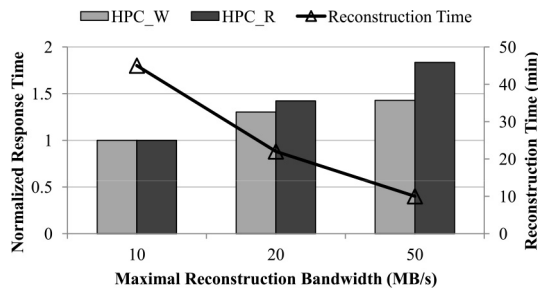 HPC_W HPC_R Reconstruction Time
Normalized Response Time
2
1.5
1
0.5
0
50
40
30
20
10
0
Reconstruction Time (min)
10 20 50
Maximal Reconstruction Bandwidth (MB/s)